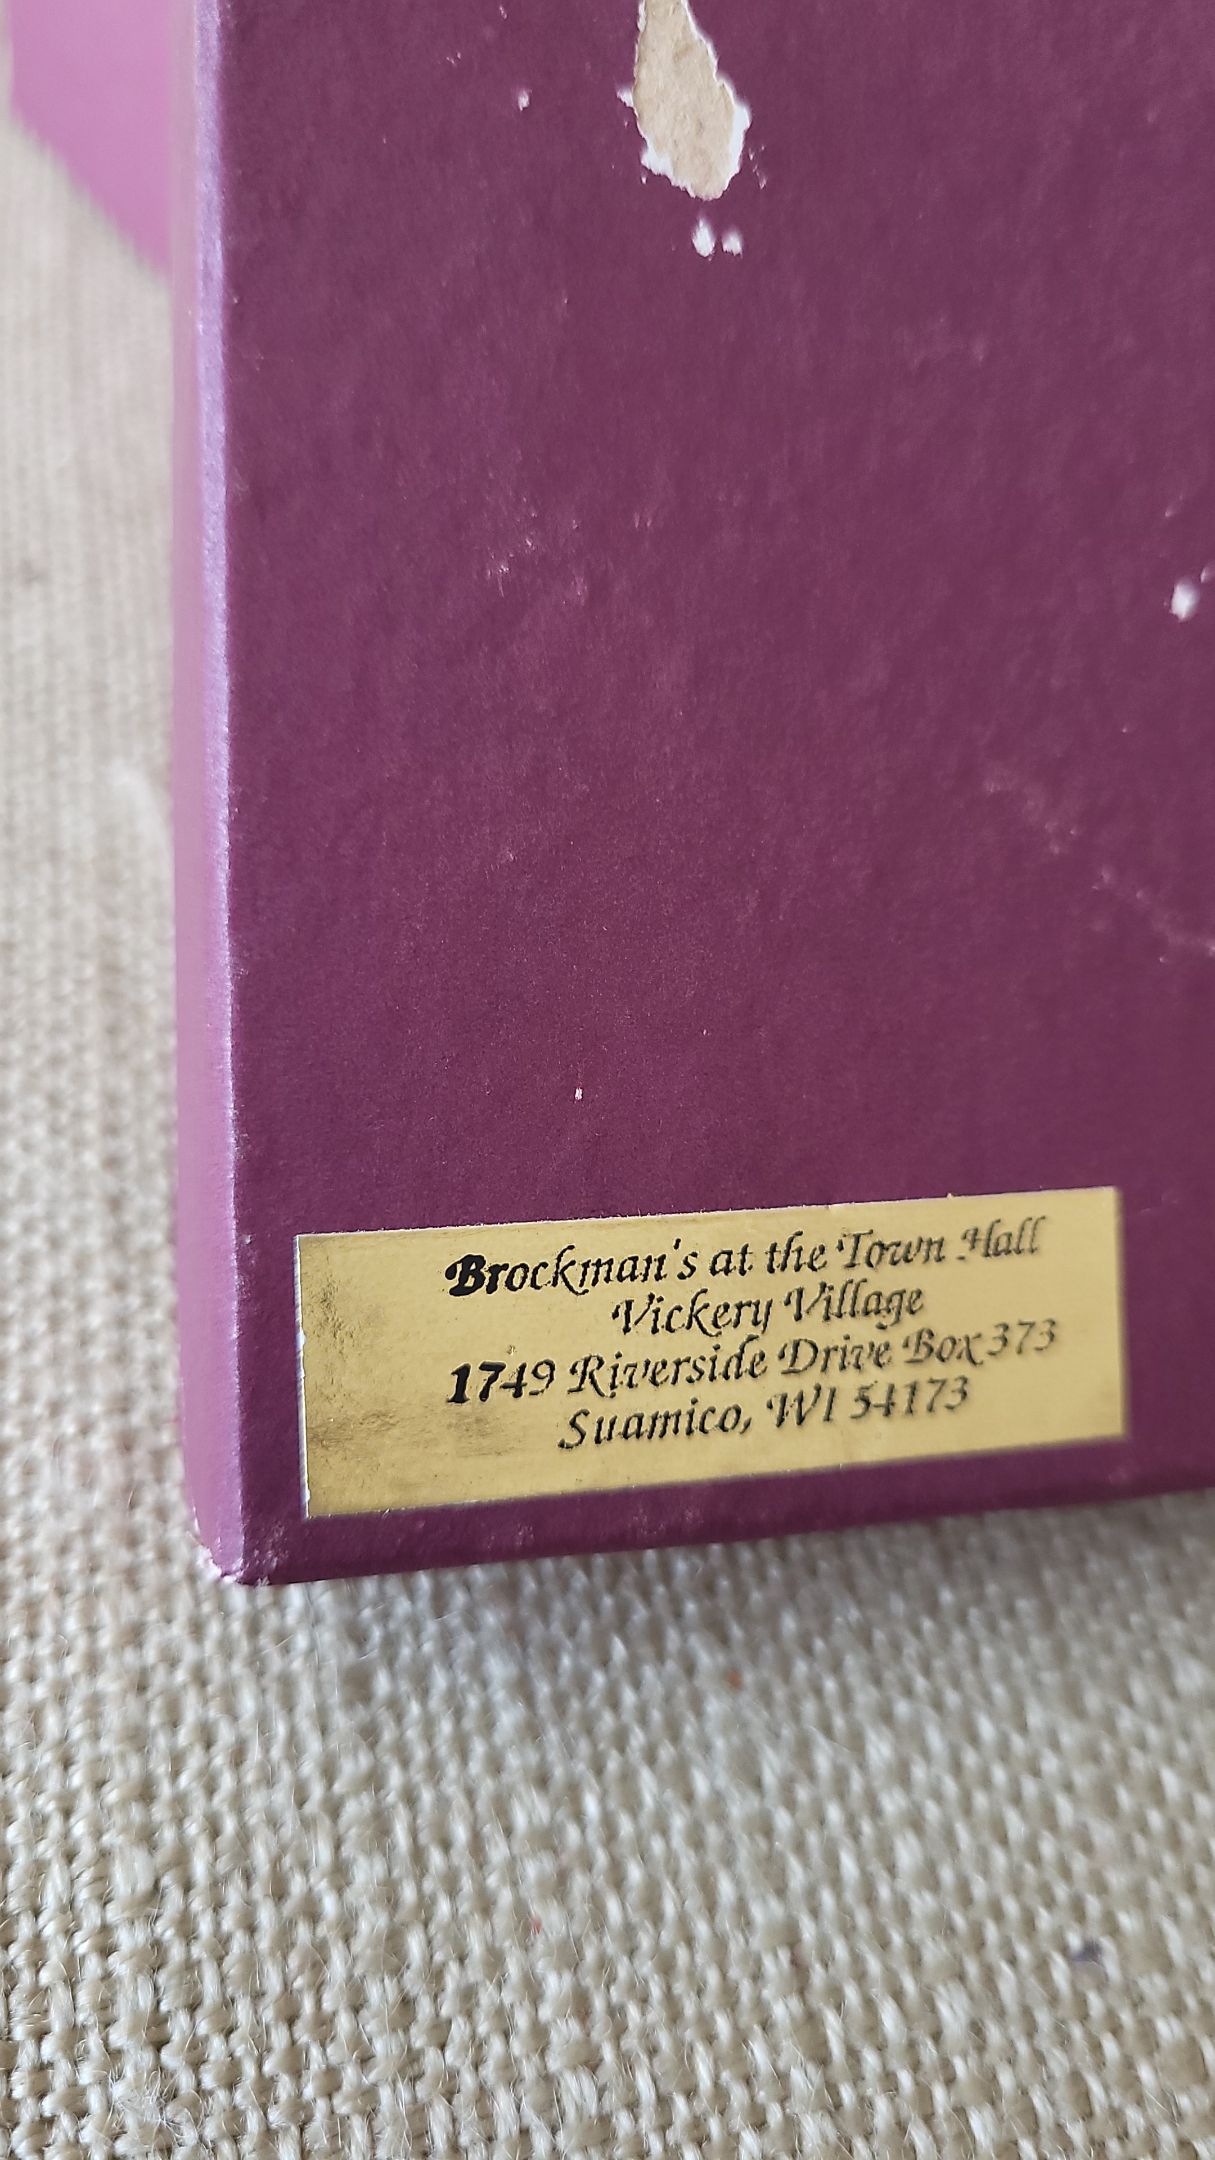 Brockman's at the Town Hall
Vickery Village
1749 Riverside Drive Box 373
Suamico, WI 54173